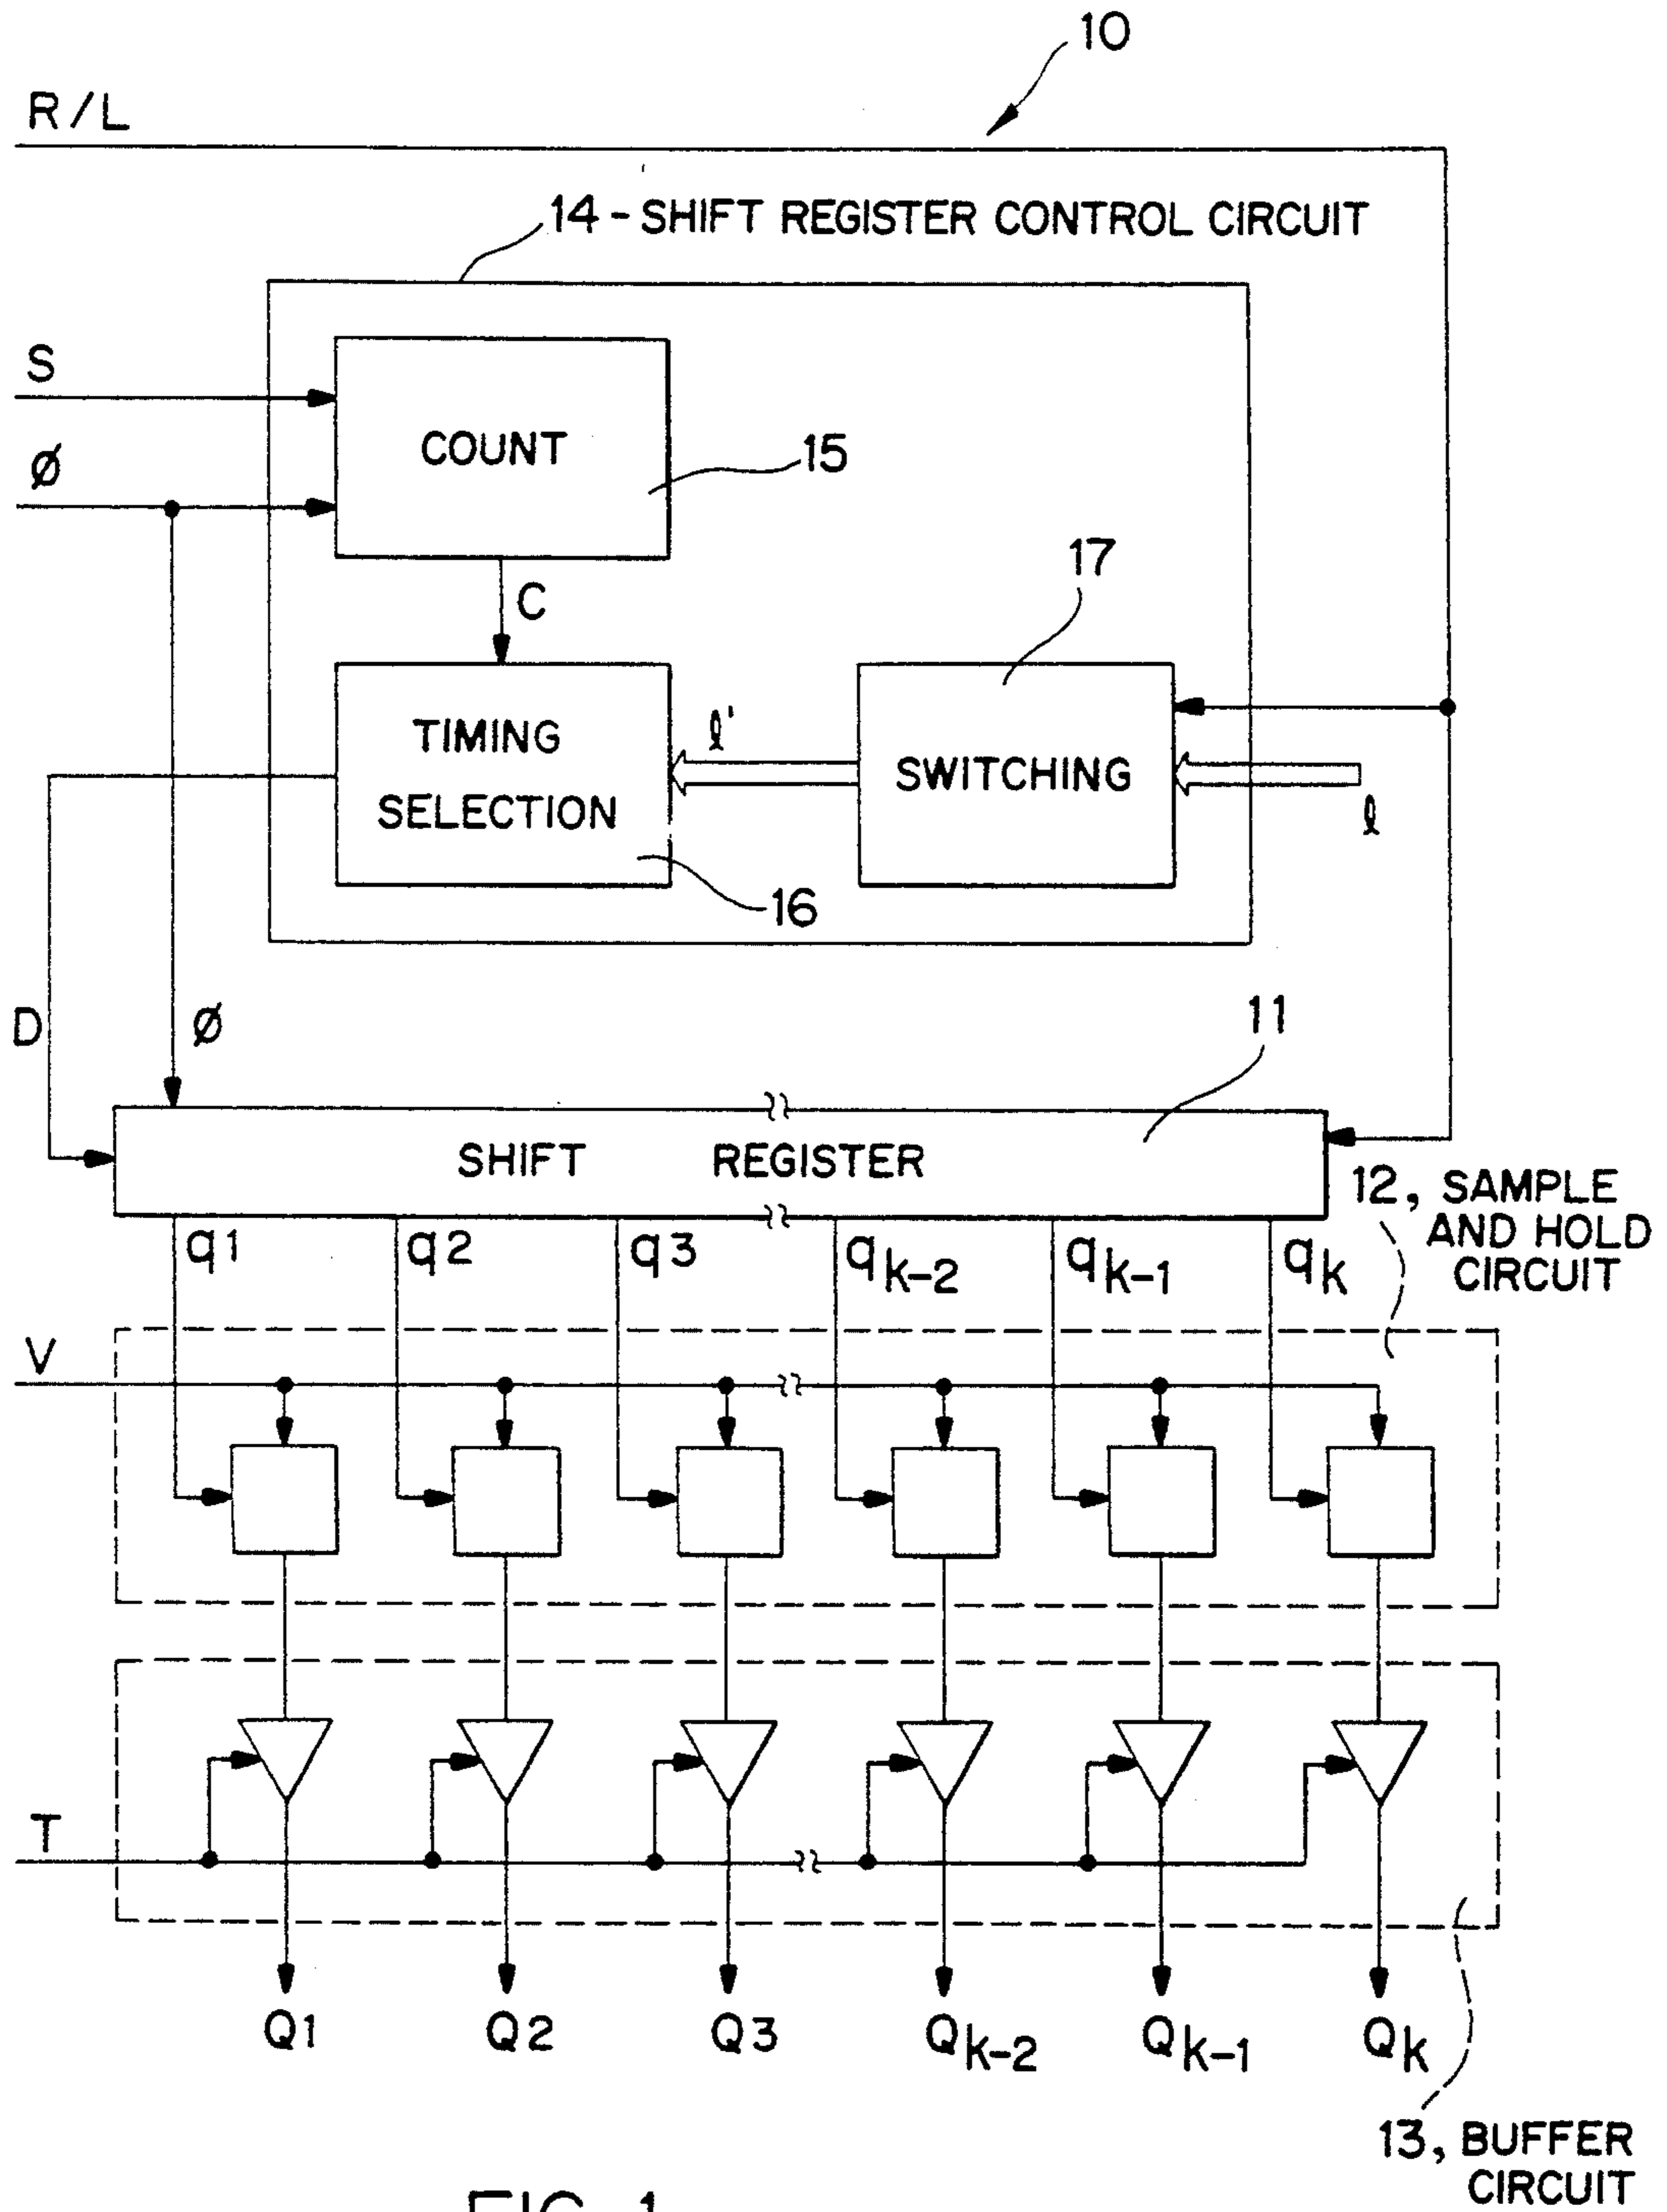 10
R/L
14 - SHIFT REGISTER CONTROL CIRCUIT
S
COUNT
Ø
15
C
17
TIMING
SELECTION
ℓ'
SWITCHING
ℓ
16
D
Ø
11
SHIFT REGISTER
12, SAMPLE
AND HOLD
CIRCUIT
q1 q2 q3 qk-2 qk-1 qk
V
T
Q1 Q2 Q3 Qk-2 Qk-1 Qk
13, BUFFER
CIRCUIT
FIG. 1